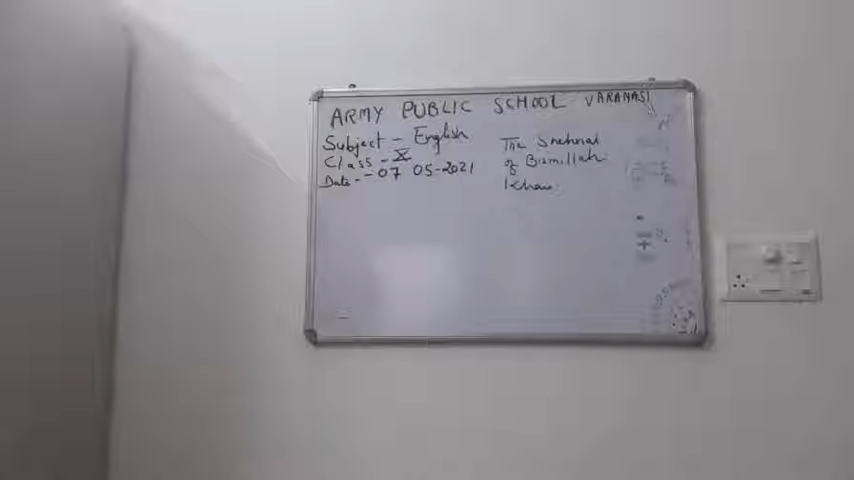 ARMY PUBLIC SCHOOL VARANASI
Subject - English
Class - X
Date - - 07 05-2021
The Shehnai
of Bismillah
Khan.